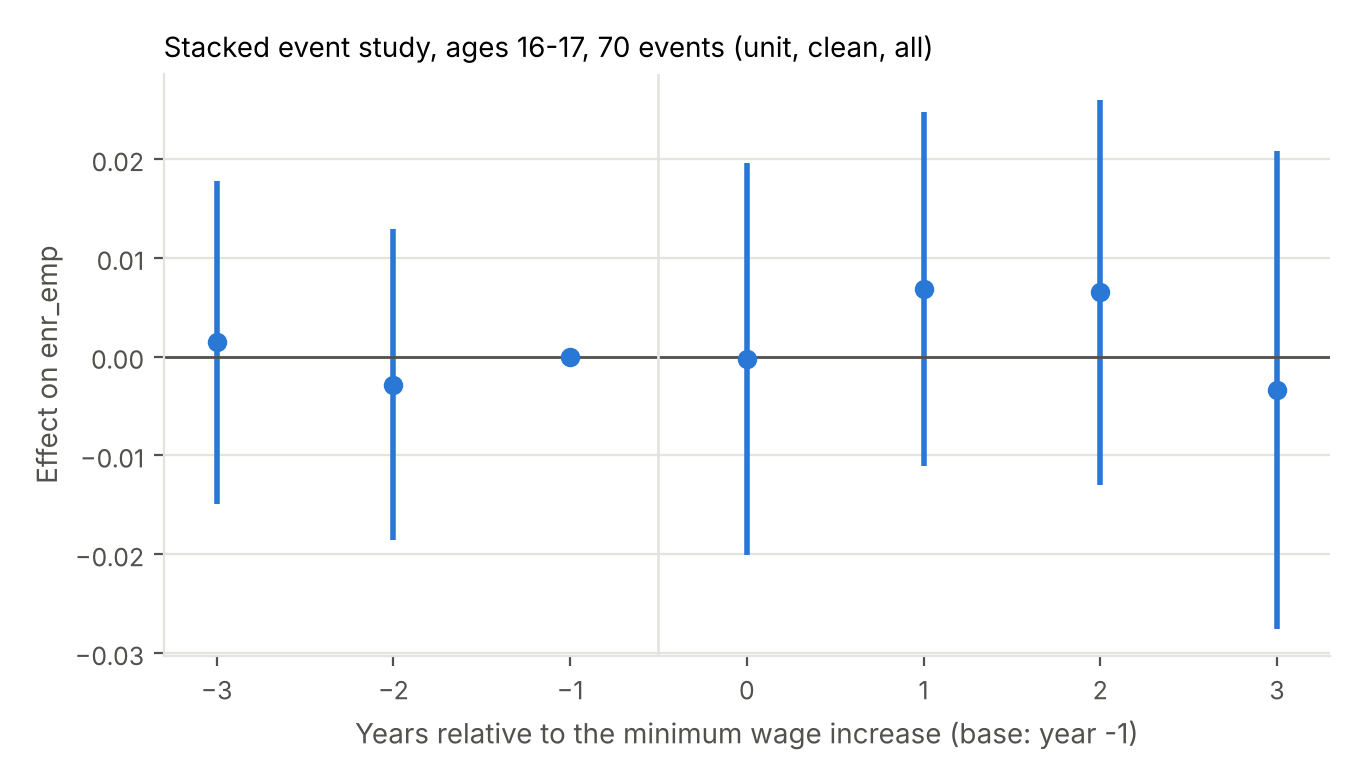 Stacked event study, ages 16-17, 70 events (unit, clean, all)
Effect on enr_emp
0.02
0.01
0.00
−0.01
−0.02
−0.03
−3 −2 −1 0 1 2 3
Years relative to the minimum wage increase (base: year -1)